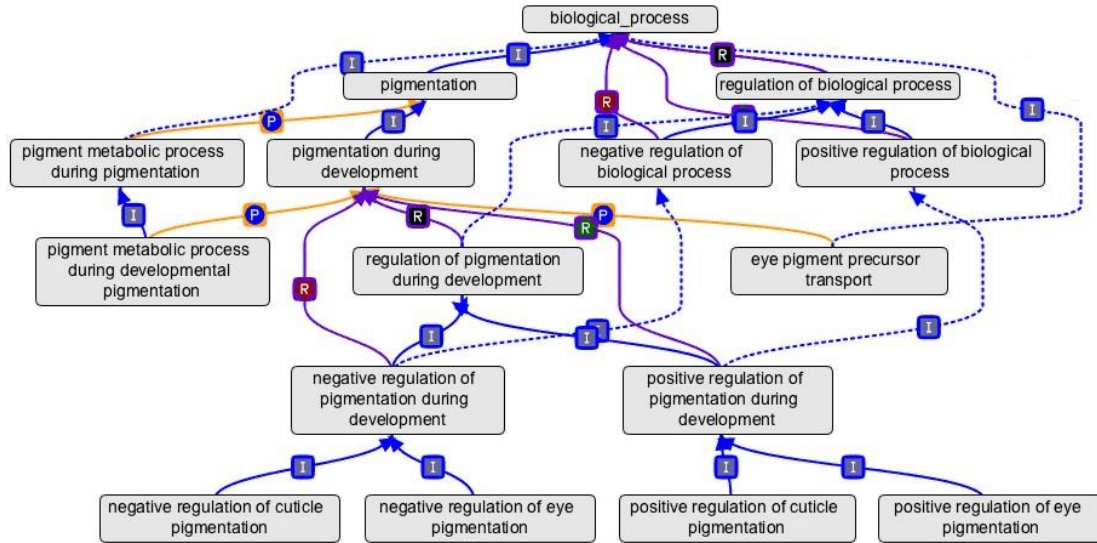 biological_process
I
I
R
pigmentation
regulation of biological process
R
I
P
I
I
I
I
pigment metabolic process
during pigmentation
pigmentation during
development
negative regulation of
biological process
positive regulation of biological
process
I
P
R
R
P
pigment metabolic process
during developmental
pigmentation
regulation of pigmentation
during development
eye pigment precursor
transport
R
I
I
I
negative regulation of
pigmentation during
development
positive regulation of
pigmentation during
development
I
I
I
I
negative regulation of cuticle
pigmentation
negative regulation of eye
pigmentation
positive regulation of cuticle
pigmentation
positive regulation of eye
pigmentation